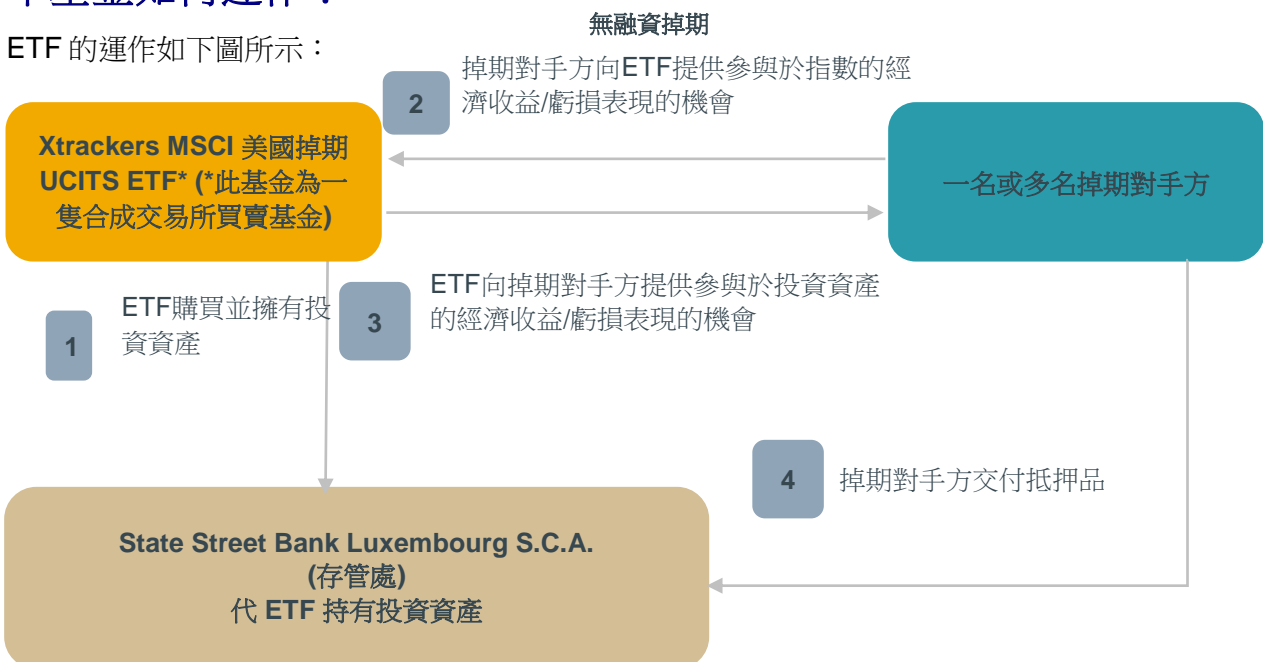 本基金如何運作？
無融資掉期
ETF 的運作如下圖所示：
2
掉期對手方向ETF提供參與於指數的經
濟收益/虧損表現的機會
Xtrackers MSCI 美國掉期
UCITS ETF* (*此基金為一
隻合成交易所買賣基金)
一名或多名掉期對手方
1
ETF購買並擁有投
資資產
3
ETF向掉期對手方提供參與於投資資產
的經濟收益/虧損表現的機會
4
掉期對手方交付抵押品
State Street Bank Luxembourg S.C.A.
(存管處)
代 ETF 持有投資資產